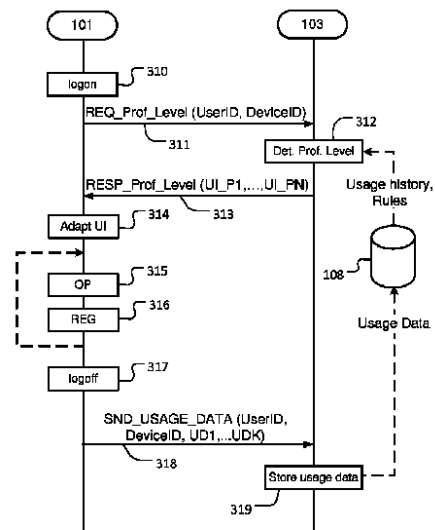 101
103
logon
310
REQ_Prof_Level (UserID, DeviceID)
311
312
Det. Prof. Level
RESP_Prof_Level (UI_P1,...,UI_PN)
313
Usage history,
Rules
314
Adapt UI
108
OP
315
REG
316
Usage Data
logoff
317
SND_USAGE_DATA (UserID,
DeviceID, UD1,...UDK)
318
Store usage data
319